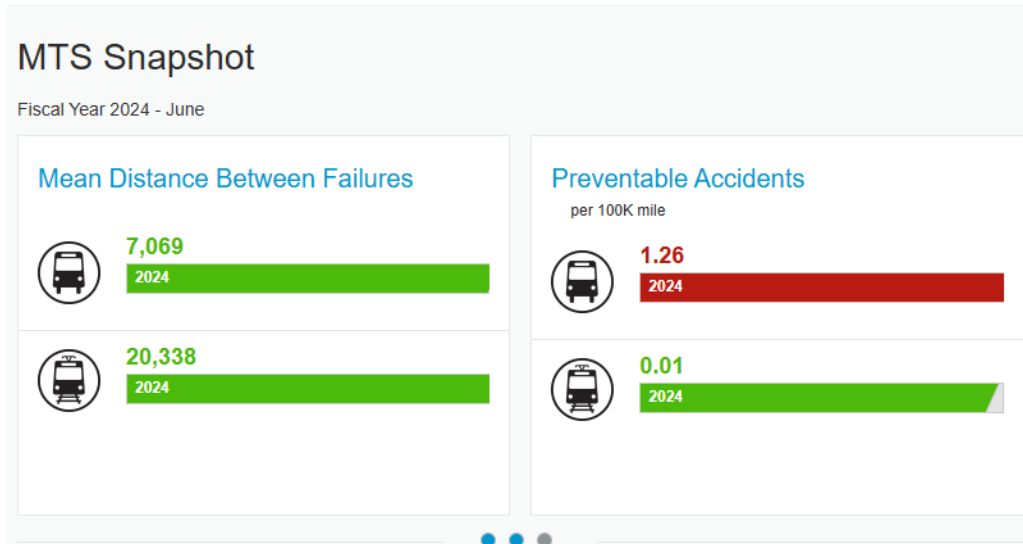 MTS Snapshot
Fiscal Year 2024 - June
Mean Distance Between Failures
7,069
2024
20,338
2024
Preventable Accidents
per 100K mile
1.26
2024
0.01
2024